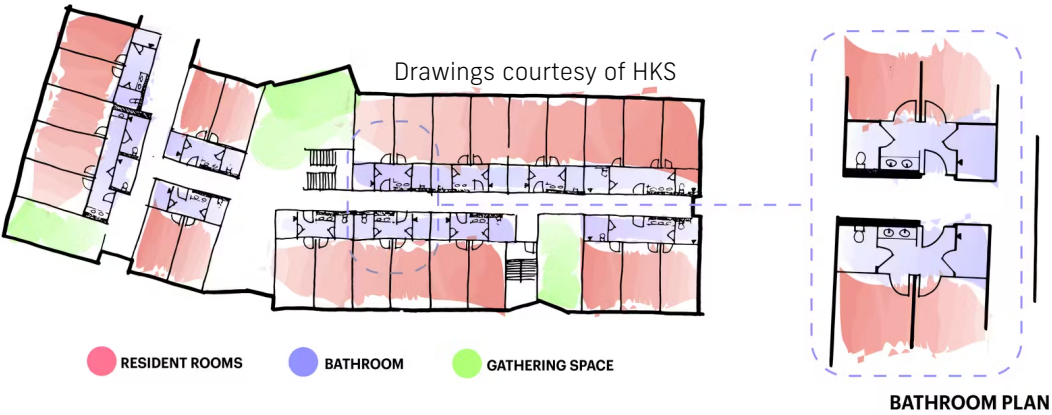 Drawings courtesy of HKS
RESIDENT ROOMS
BATHROOM
GATHERING SPACE
BATHROOM PLAN